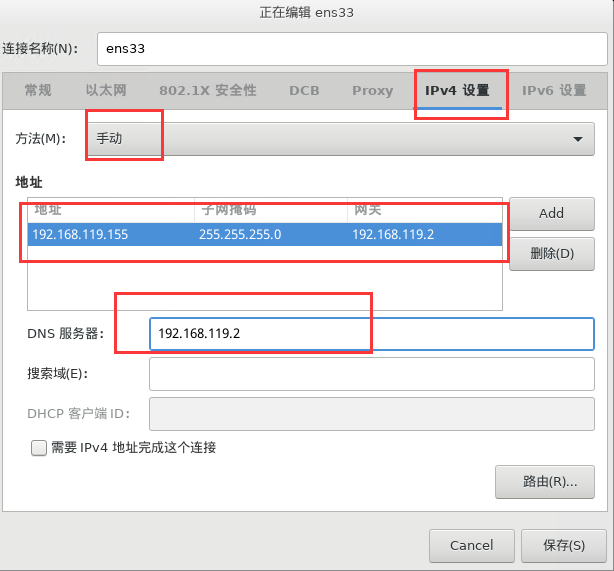 正在编辑 ens33
连接名称(N): ens33
常规 以太网 802.1X 安全性 DCB Proxy IPv4 设置 IPv6 设置
方法(M): 手动
地址
地址 子网掩码 网关
192.168.119.155 255.255.255.0 192.168.119.2
Add
删除(D)
DNS 服务器: 192.168.119.2
搜索域(E):
DHCP 客户端 ID:
需要 IPv4 地址完成这个连接
路由(R)...
Cancel 保存(S)